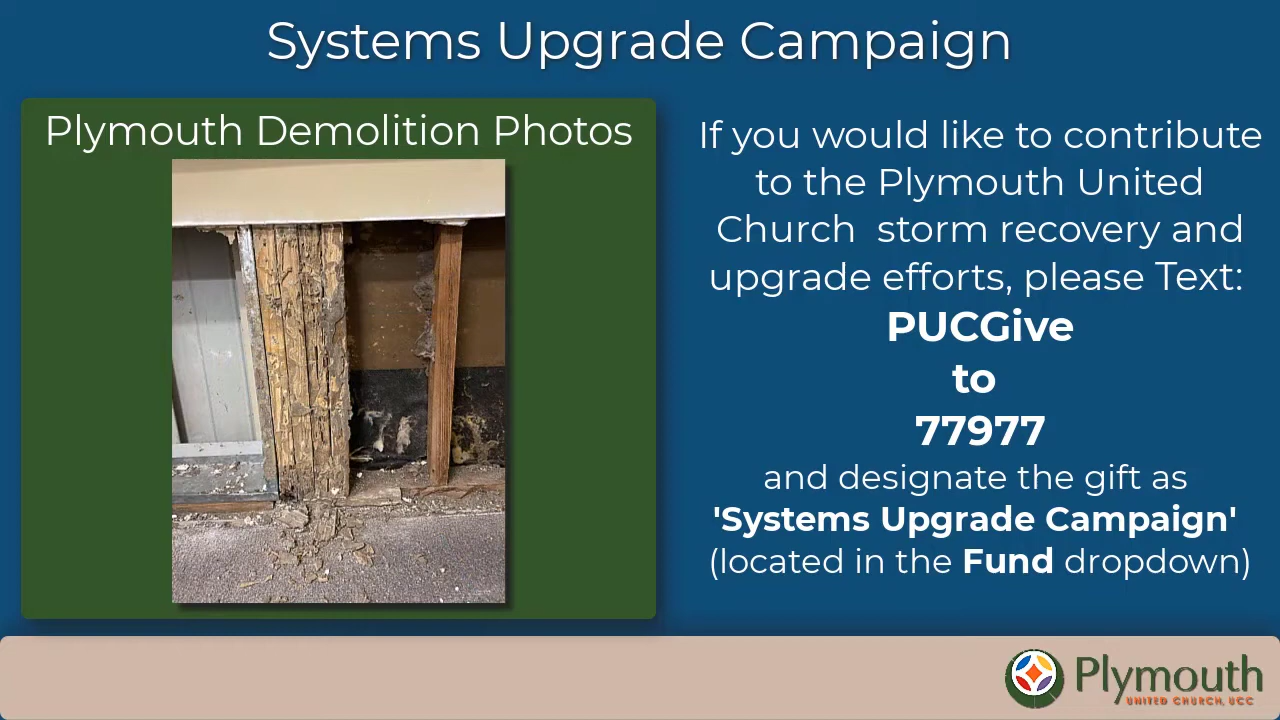 Systems Upgrade Campaign
Plymouth Demolition Photos
If you would like to contribute
to the Plymouth United
Church  storm recovery and
upgrade efforts, please Text:
PUCGive
to
77977
and designate the gift as
'Systems Upgrade Campaign'
(located in the Fund dropdown)
Plymouth
UNITED CHURCH, UCC